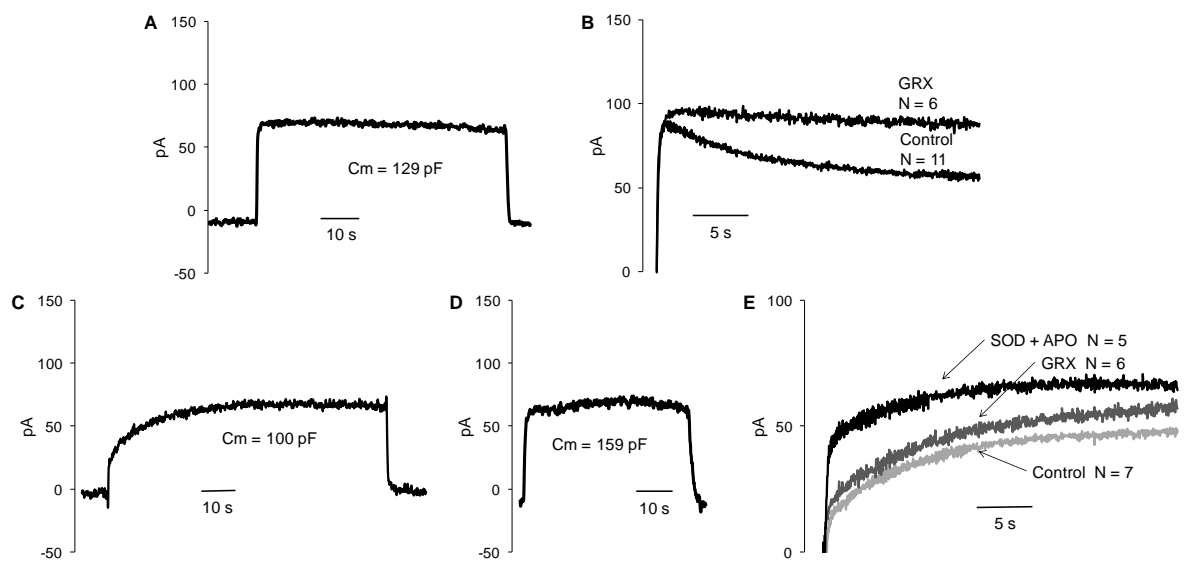 A
150
100
50
0
-50
pA
Cm = 129 pF
10 s
B
150
100
50
0
pA
GRX
N = 6
Control
N = 11
5 s
C
150
100
50
0
-50
pA
Cm = 100 pF
10 s
D
150
100
50
0
-50
pA
Cm = 159 pF
10 s
E
100
50
0
pA
SOD + APO N = 5
GRX N = 6
Control N = 7
5 s